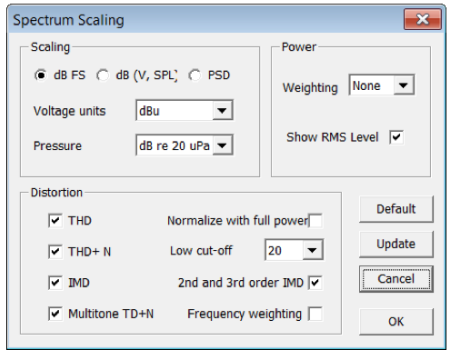 Spectrum Scaling
Scaling
dB FS dB (V, SPL) PSD
Voltage units dBu
Pressure dB re 20 uPa
Power
Weighting None
Show RMS Level
Distortion
THD Normalize with full power
THD+ N Low cut-off 20
IMD 2nd and 3rd order IMD
Multitone TD+N Frequency weighting
Default
Update
Cancel
OK